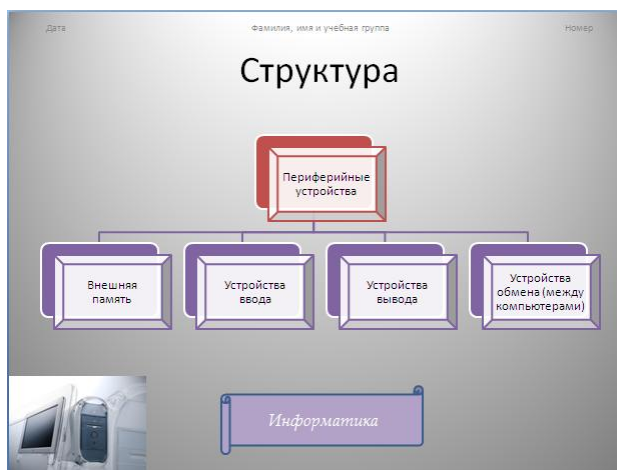 Дата Фамилия, имя и учебная группа Номер
Структура
Периферийные
устройства
Внешняя
память
Устройства
ввода
Устройства
вывода
Устройства
обмена (между
компьютерами)
Информатика